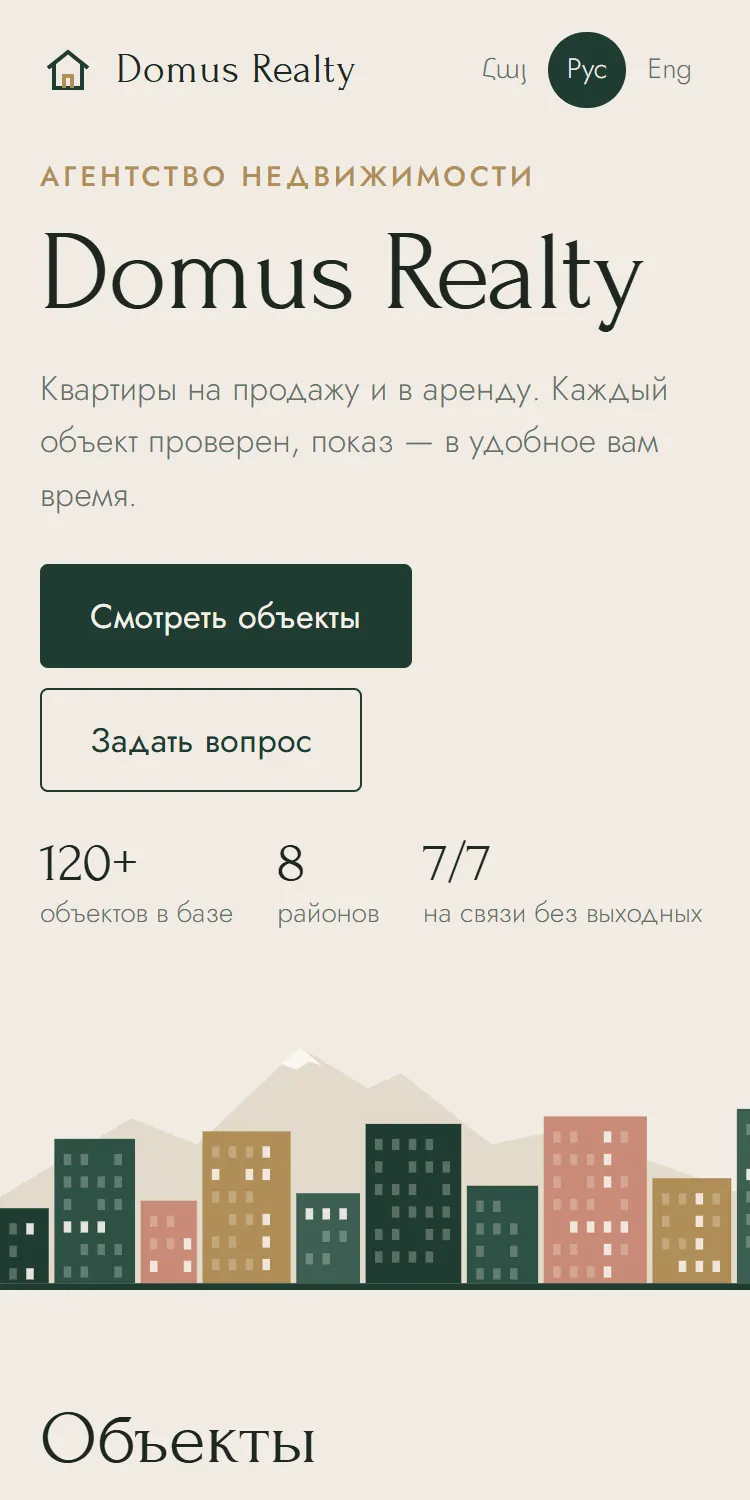 Domus Realty
Հայ
Рус
Eng
АГЕНТСТВО НЕДВИЖИМОСТИ
Domus Realty
Квартиры на продажу и в аренду. Каждый
объект проверен, показ — в удобное вам
время.
Смотреть объекты
Задать вопрос
120+
объектов в базе
8
районов
7/7
на связи без выходных
Объекты